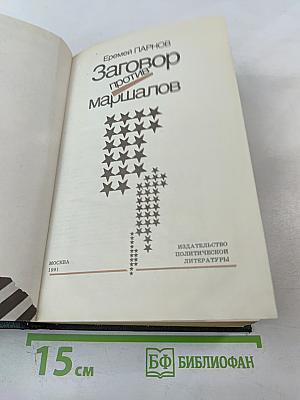 Еремей ПАРНОВ
Заговор
против
маршалов
МОСКВА
1991
ИЗДАТЕЛЬСТВО
ПОЛИТИЧЕСКОЙ
ЛИТЕРАТУРЫ
15 см
БФ БИБЛИОФАН